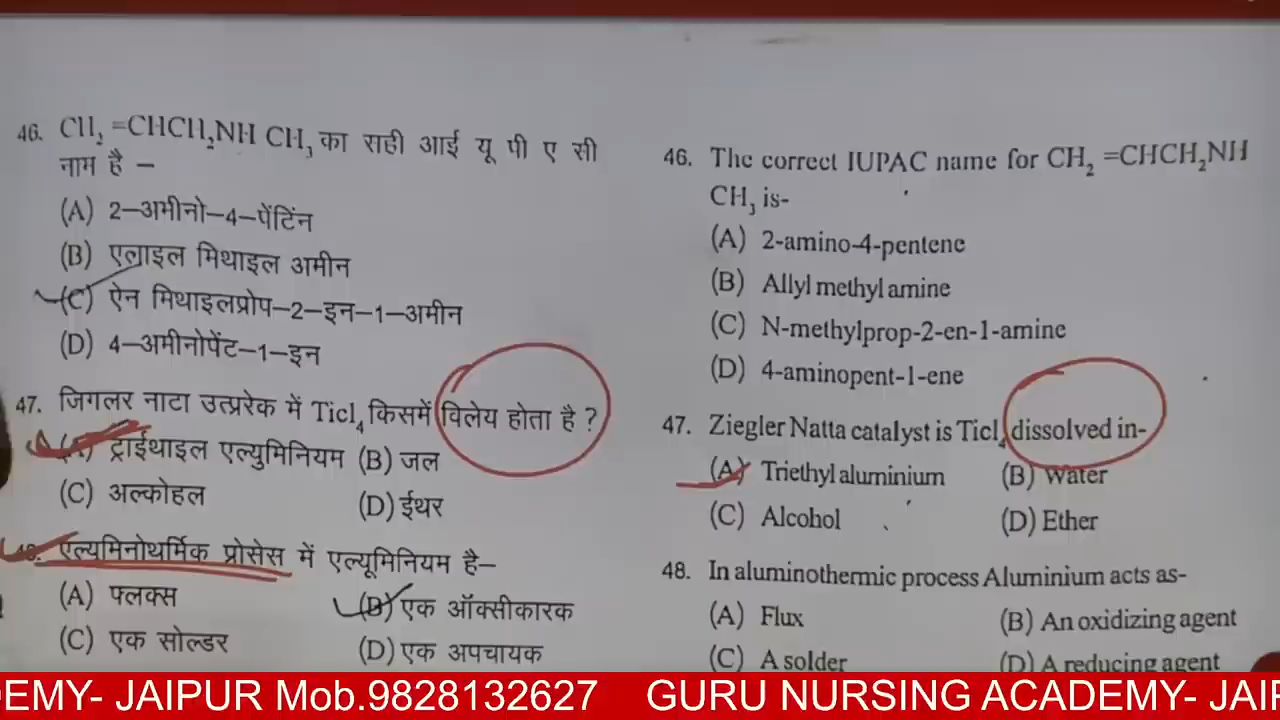 46. CH₂ =CHCH₂NH CH₃ का सही आई यू पी ए सी
नाम है –
(A) 2–अमीनो–4–पेंटिंन
(B) एलाइल मिथाइल अमीन
(C) ऐन मिथाइलप्रोप–2–इन–1–अमीन
(D) 4–अमीनोपेंट–1–इन
47. जिगलर नाटा उत्प्ररेक में Ticl₄ किसमें विलेय होता है ?
(A) ट्राईथाइल एल्युमिनियम (B) जल
(C) अल्कोहल (D) ईथर
48. एल्यूमिनोथर्मिक प्रोसेस में एल्यूमिनियम है–
(A) फ्लक्स (B) एक ऑक्सीकारक
(C) एक सोल्डर (D) एक अपचायक
46. The correct IUPAC name for CH₂ =CHCH₂NH
CH₃ is-
(A) 2-amino-4-pentene
(B) Allyl methyl amine
(C) N-methylprop-2-en-1-amine
(D) 4-aminopent-1-ene
47. Ziegler Natta catalyst is Ticl₄ dissolved in-
(A) Triethyl aluminium (B) Water
(C) Alcohol (D) Ether
48. In aluminothermic process Aluminium acts as-
(A) Flux (B) An oxidizing agent
(C) A solder (D) A reducing agent
DEMY- JAIPUR Mob.9828132627 GURU NURSING ACADEMY- JAIP